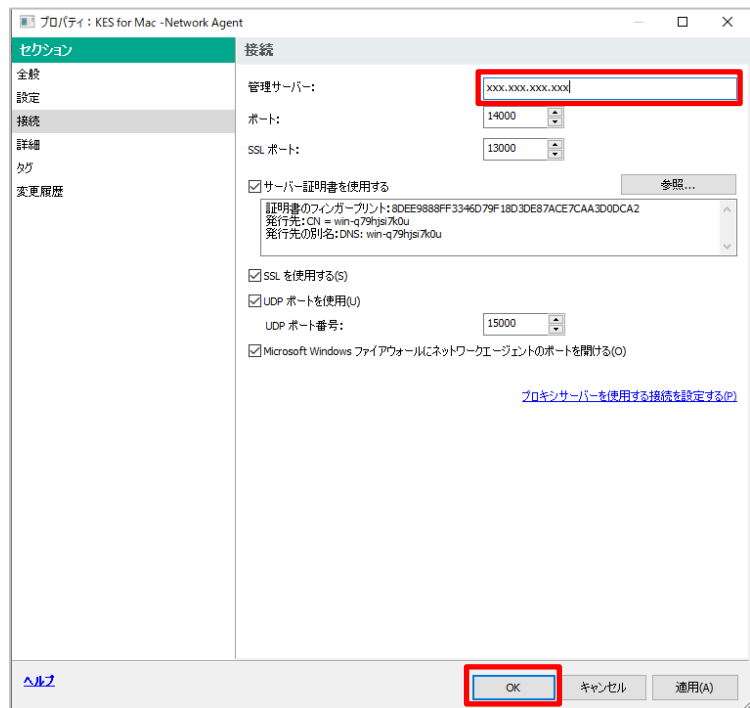 プロパティ：KES for Mac -Network Agent
セクション
全般
設定
接続
詳細
タグ
変更履歴
接続
管理サーバー:
xxx.xxx.xxx.xxx
ポート:
14000
SSL ポート:
13000
サーバー証明書を使用する
参照...
証明書のフィンガープリント:8DEE9888FF3346D79F18D3DE87ACE7CAA3D0DCA2
発行先:CN = win-q79hjsi7k0u
発行先の別名:DNS: win-q79hjsi7k0u
SSL を使用する(S)
UDP ポートを使用(U)
UDP ポート番号:
15000
Microsoft Windows ファイアウォールにネットワークエージェントのポートを開ける(O)
プロキシサーバーを使用する接続を設定する(P)
ヘルプ
OK
キャンセル
適用(A)